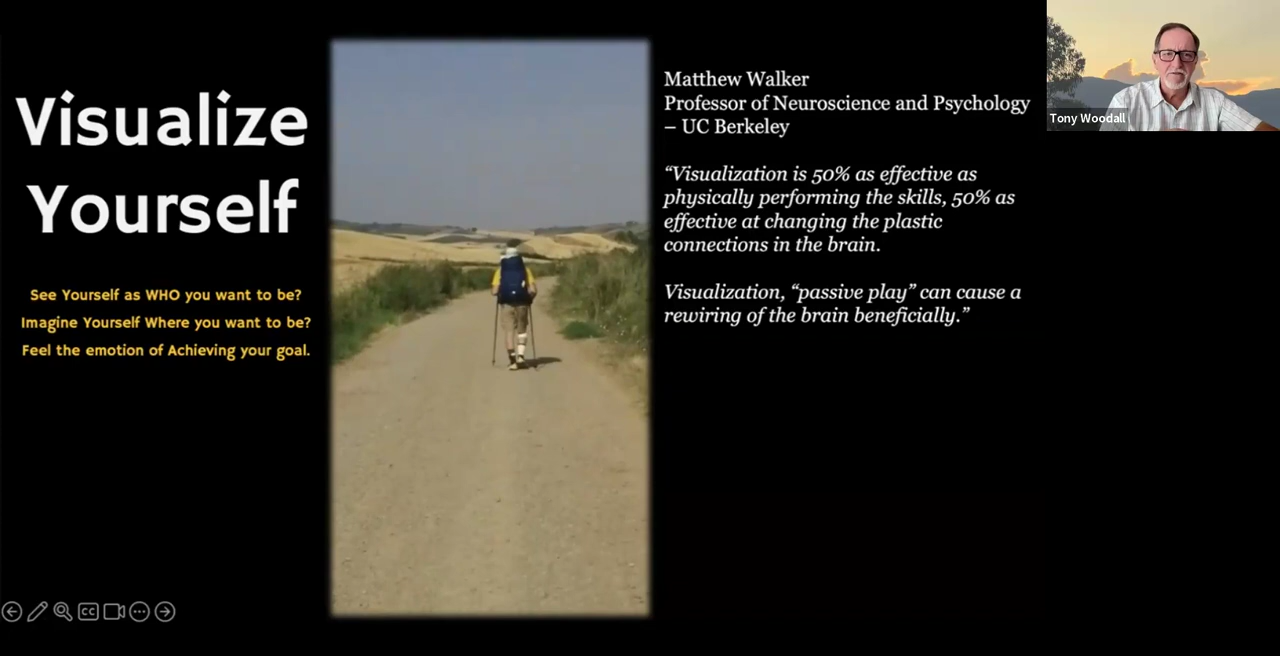 Visualize
Yourself
See Yourself as WHO you want to be?
Imagine Yourself Where you want to be?
Feel the emotion of Achieving your goal.
Matthew Walker
Professor of Neuroscience and Psychology
– UC Berkeley
“Visualization is 50% as effective as
physically performing the skills, 50% as
effective at changing the plastic
connections in the brain.
Visualization, “passive play” can cause a
rewiring of the brain beneficially.”
Tony Woodall
CC